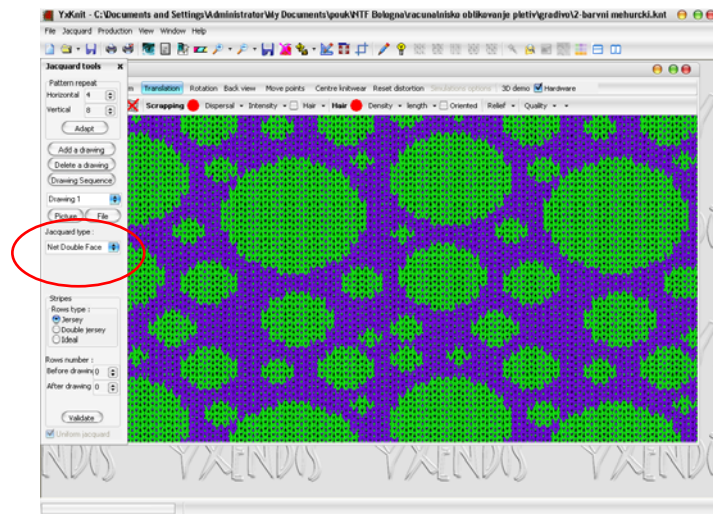 YxKnit - C:\Documents and Settings\Administrator\My Documents\pouk\NTF Bologna\racunalnisko oblikovanje pletiv\gradivo\2-barvni mehurcki.knt
File Jacquard Production View Window Help
Jacquard tools x
Pattern repeat
Horizontal 4
Vertical 8
Adapt
Add a drawing
Delete a drawing
Drawing Sequence
Drawing 1
Picture File
Jacquard type :
Net Double Face
Stripes
Rows type :
Jersey
Double jersey
Ideal
Rows number :
Before drawing 0
After drawing 0
Validate
Uniform jacquard
Translation Rotation Back view Move points Centre knitwear Reset distortion Simulations options 3D demo Hardware
Scrapping Dispersal Intensity Hair Hair Density length Oriented Relief Quality
YXENDIS YXENDIS